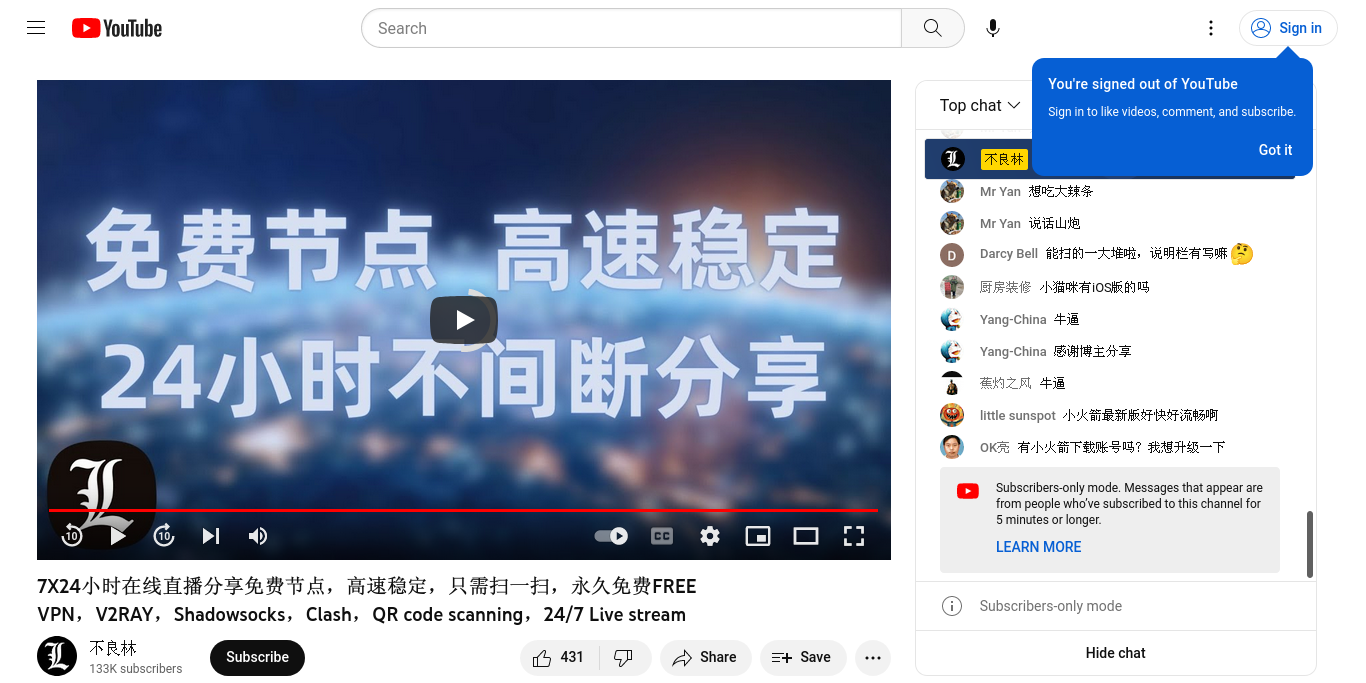 YouTube
Search
Sign in
You're signed out of YouTube
Sign in to like videos, comment, and subscribe.
Got it
免费节点 高速稳定
24小时不间断分享
L
10
10
CC
7X24小时在线直播分享免费节点，高速稳定，只需扫一扫，永久免费FREE
VPN，V2RAY，Shadowsocks，Clash，QR code scanning，24/7 Live stream
不良林
133K subscribers
Subscribe
431
Share
Save
Top chat
不良林
Mr Yan 想吃大辣条
Mr Yan 说话山炮
D Darcy Bell 能扫的一大堆啦，说明栏有写嘛
厨房装修 小猫咪有iOS版的吗
Yang-China 牛逼
Yang-China 感谢博主分享
蕉灼之风 牛逼
little sunspot 小火箭最新版好快好流畅啊
OK亮 有小火箭下载账号吗？我想升级一下
Subscribers-only mode. Messages that appear are
from people who've subscribed to this channel for
5 minutes or longer.
LEARN MORE
Subscribers-only mode
Hide chat